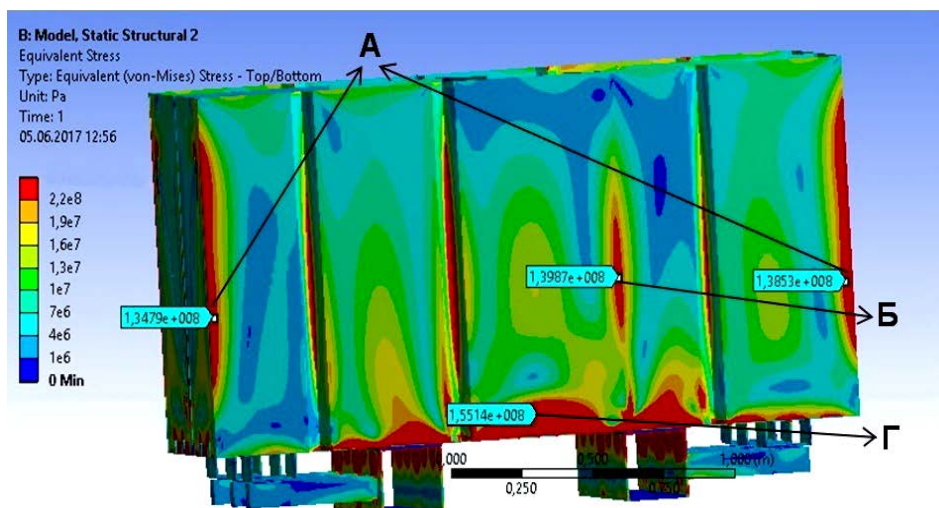 B: Model, Static Structural 2
Equivalent Stress
Type: Equivalent (von-Mises) Stress - Top/Bottom
Unit: Pa
Time: 1
05.06.2017 12:56
А
2,2e8
1,9e7
1,6e7
1,3e7
1e7
7e6
4e6
1e6
0 Min
1,3479e+008
1,3987e+008
1,3853e+008
Б
1,5514e+008
Г
0,000
0,500
1,000 (m)
0,250
0,750